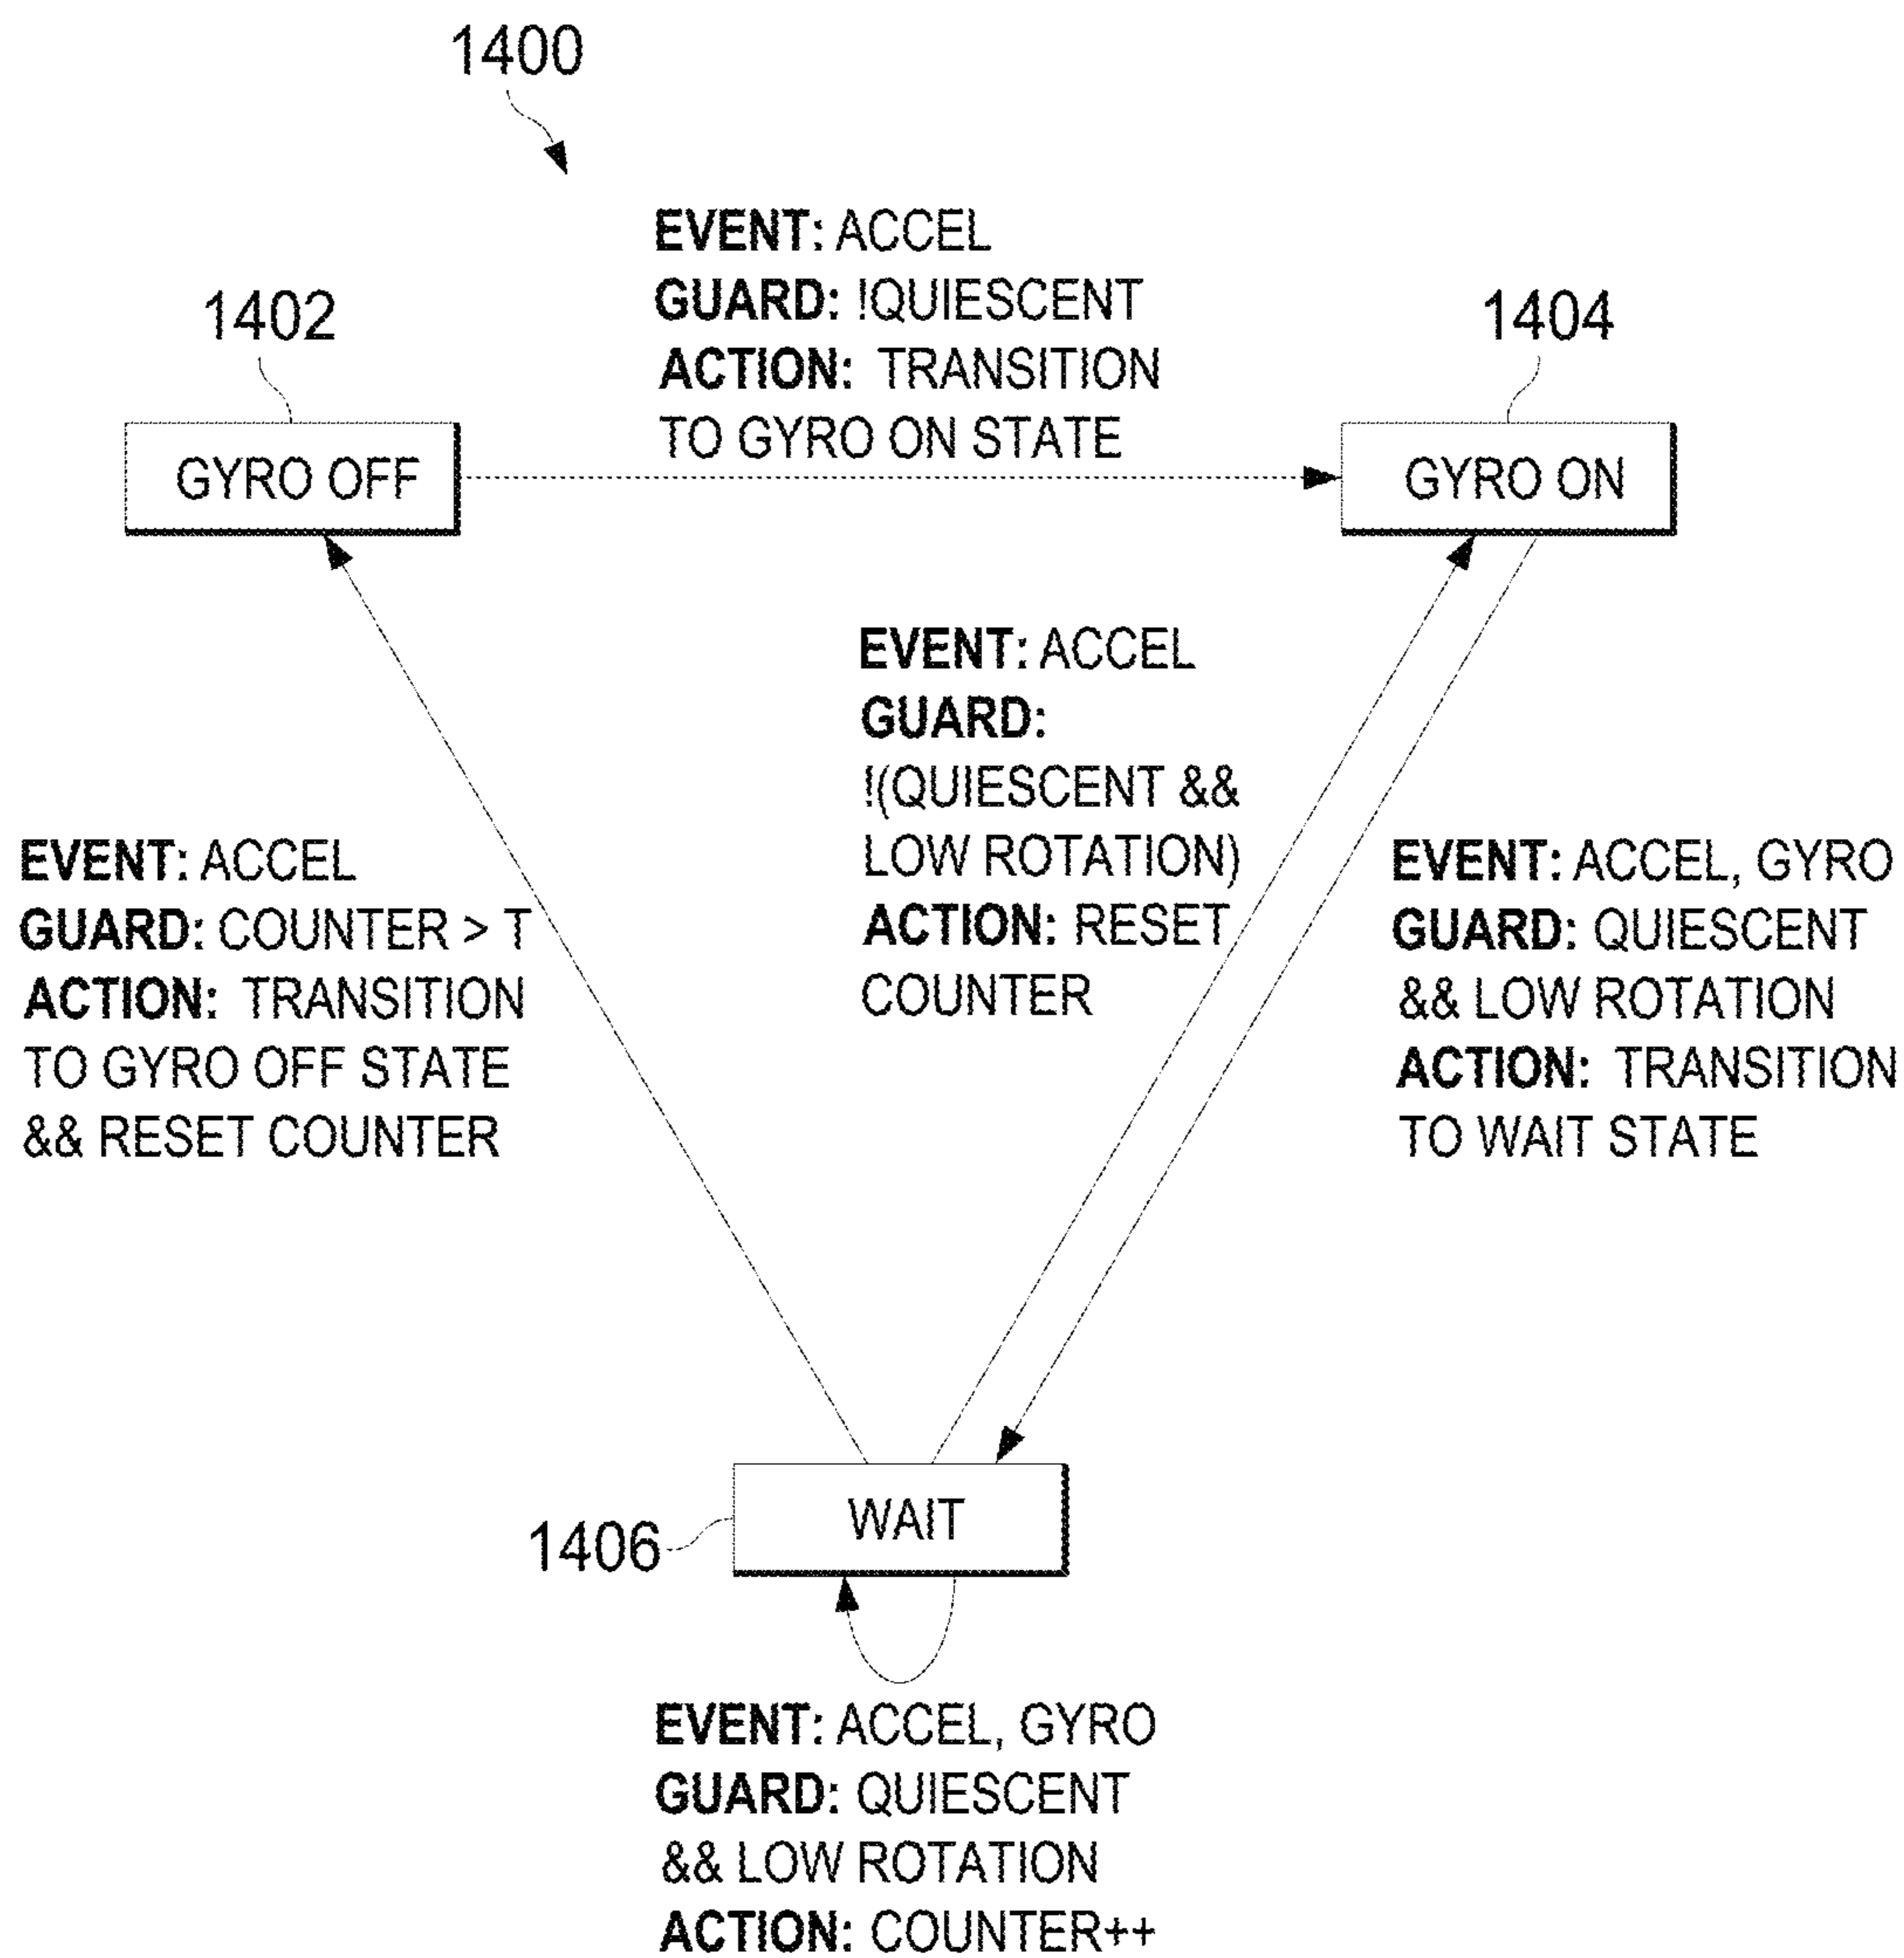 1400
EVENT: ACCEL
GUARD: !QUIESCENT
ACTION: TRANSITION
TO GYRO ON STATE
1402
1404
GYRO OFF
GYRO ON
EVENT: ACCEL
GUARD:
!(QUIESCENT &&
LOW ROTATION)
ACTION: RESET
COUNTER
EVENT: ACCEL
GUARD: COUNTER > T
ACTION: TRANSITION
TO GYRO OFF STATE
&& RESET COUNTER
EVENT: ACCEL, GYRO
GUARD: QUIESCENT
&& LOW ROTATION
ACTION: TRANSITION
TO WAIT STATE
WAIT
1406
EVENT: ACCEL, GYRO
GUARD: QUIESCENT
&& LOW ROTATION
ACTION: COUNTER++